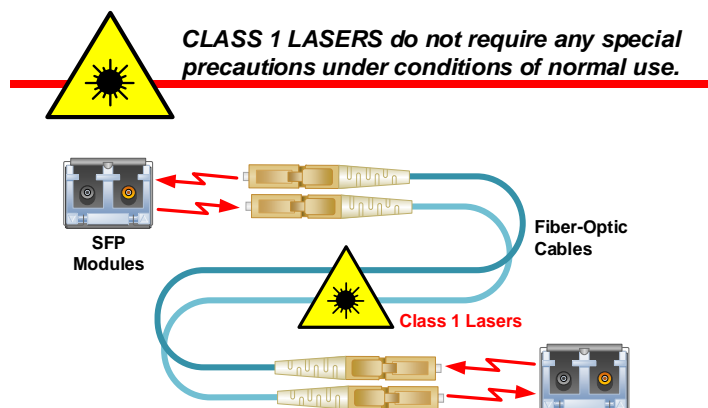 CLASS 1 LASERS do not require any special
precautions under conditions of normal use.
SFP
Modules
Fiber-Optic
Cables
Class 1 Lasers